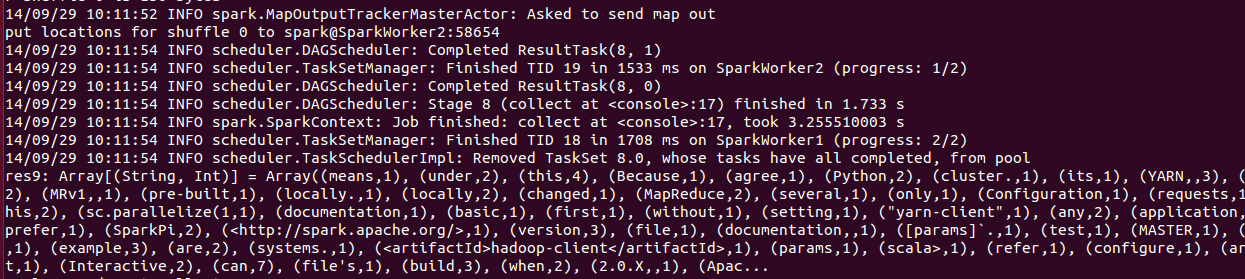 14/09/29 10:11:52 INFO spark.MapOutputTrackerMasterActor: Asked to send map out
put locations for shuffle 0 to spark@SparkWorker2:58654
14/09/29 10:11:54 INFO scheduler.DAGScheduler: Completed ResultTask(8, 1)
14/09/29 10:11:54 INFO scheduler.TaskSetManager: Finished TID 19 in 1533 ms on SparkWorker2 (progress: 1/2)
14/09/29 10:11:54 INFO scheduler.DAGScheduler: Completed ResultTask(8, 0)
14/09/29 10:11:54 INFO scheduler.DAGScheduler: Stage 8 (collect at <console>:17) finished in 1.733 s
14/09/29 10:11:54 INFO spark.SparkContext: Job finished: collect at <console>:17, took 3.255510003 s
14/09/29 10:11:54 INFO scheduler.TaskSetManager: Finished TID 18 in 1708 ms on SparkWorker1 (progress: 2/2)
14/09/29 10:11:54 INFO scheduler.TaskSchedulerImpl: Removed TaskSet 8.0, whose tasks have all completed, from pool
res9: Array[(String, Int)] = Array((means,1), (under,2), (this,4), (Because,1), (agree,1), (Python,2), (cluster.,1), (its,1), (YARN,,3), (
2), (MRv1,,1), (pre-built,1), (locally.,1), (locally,2), (changed,1), (MapReduce,2), (several,1), (only,1), (Configuration,1), (requests,1
his,2), (sc.parallelize(1,1), (documentation,1), (basic,1), (first,1), (without,1), (setting,1), ("yarn-client",1), (any,2), (application,
prefer,1), (SparkPi,2), (<http://spark.apache.org/>,1), (version,3), (file,1), (documentation,,1), ([params]`.,1), (test,1), (MASTER,1), (
,1), (example,3), (are,2), (systems.,1), (<artifactId>hadoop-client</artifactId>,1), (params,1), (scala>,1), (refer,1), (configure,1), (ar
t,1), (Interactive,2), (can,7), (file's,1), (build,3), (when,2), (2.0.X,,1), (Apac...